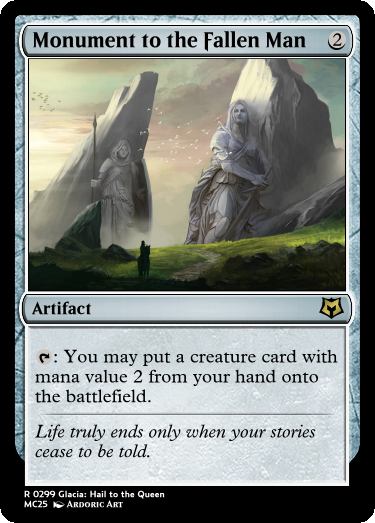 Monument to the Fallen Man 2
Artifact
: You may put a creature card with
mana value 2 from your hand onto
the battlefield.
Life truly ends only when your stories
cease to be told.
R 0299 Glacia: Hail to the Queen
MC25 Ardoric Art